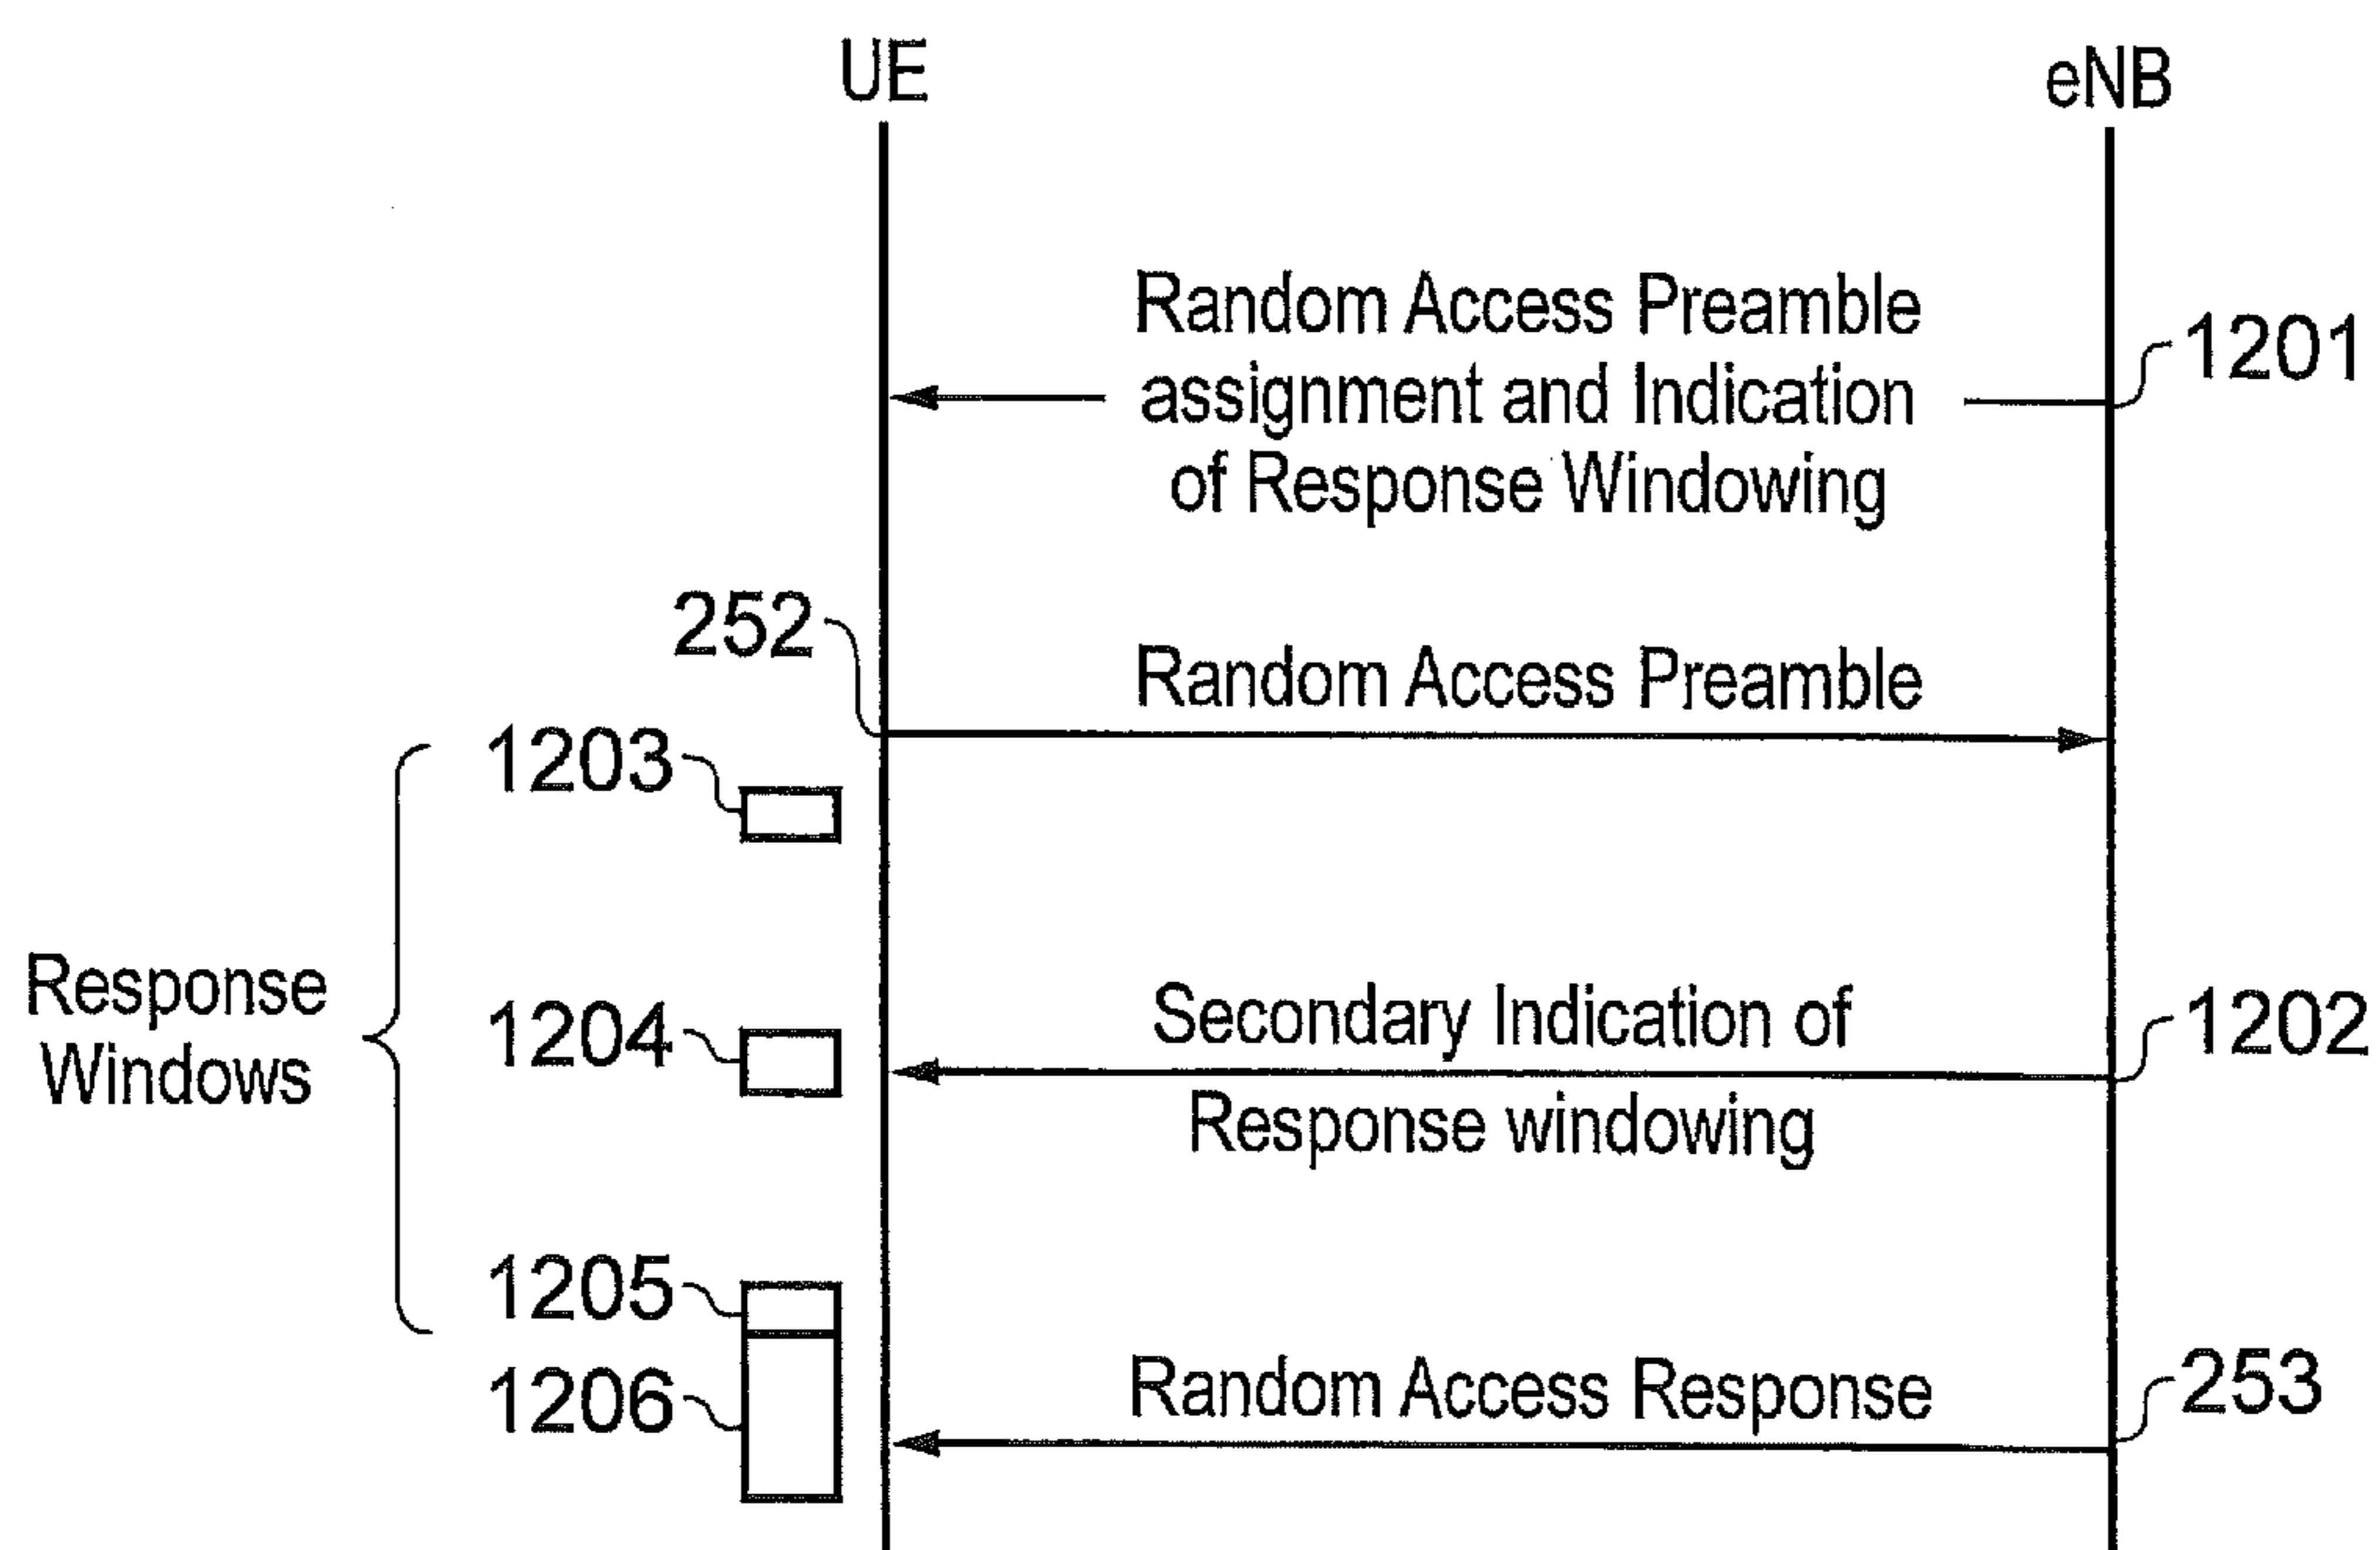 UE
eNB
Random Access Preamble
assignment and Indication
of Response Windowing
1201
252
Random Access Preamble
1203
Response
Windows
1204
Secondary Indication of
Response windowing
1202
1205
1206
Random Access Response
253